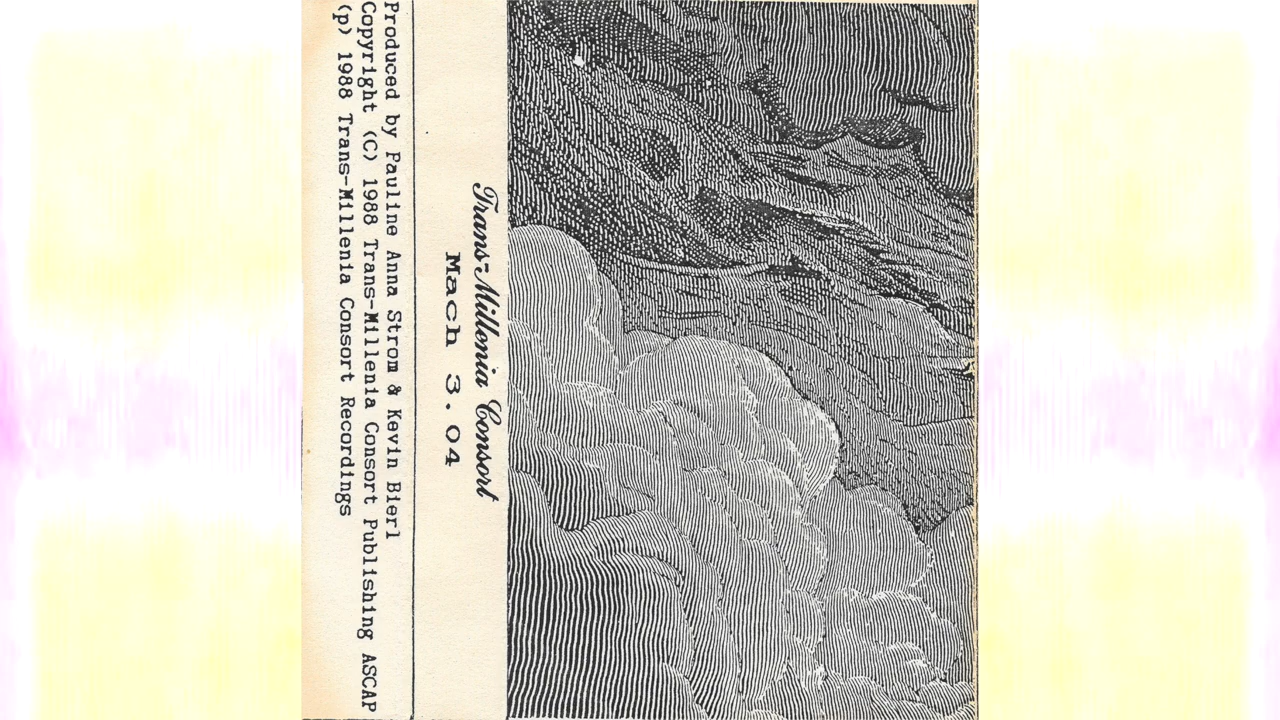 Trans-Millenia Consort
Mach 3.04
Produced by Pauline Anna Strom & Kevin Bierl
Copyright (C) 1988 Trans-Millenia Consort Publishing ASCAP
(p) 1988 Trans-Millenia Consort Recordings